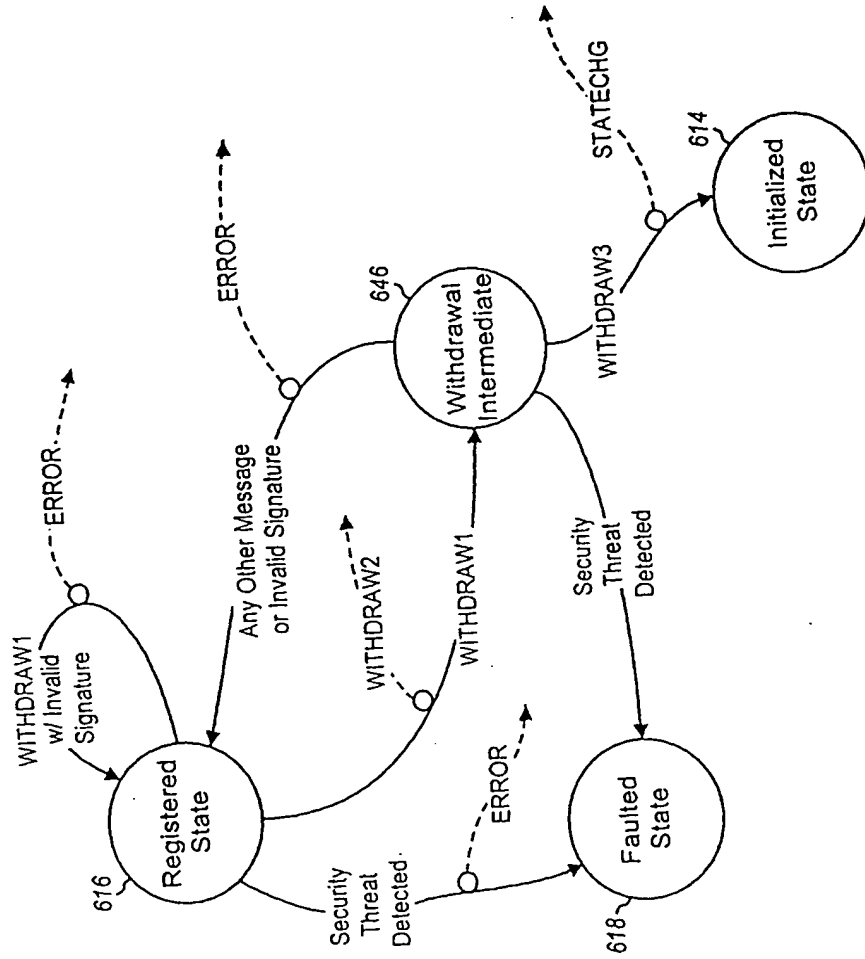 WITHDRAW1
w/ Invalid
Signature
ERROR
616
Registered
State
Any Other Message
or Invalid Signature
ERROR
WITHDRAW2
WITHDRAW1
646
Withdrawal
Intermediate
Security
Threat
Detected
ERROR
Security
Threat
Detected
618
Faulted
State
WITHDRAW3
STATECHG
614
Initialized
State